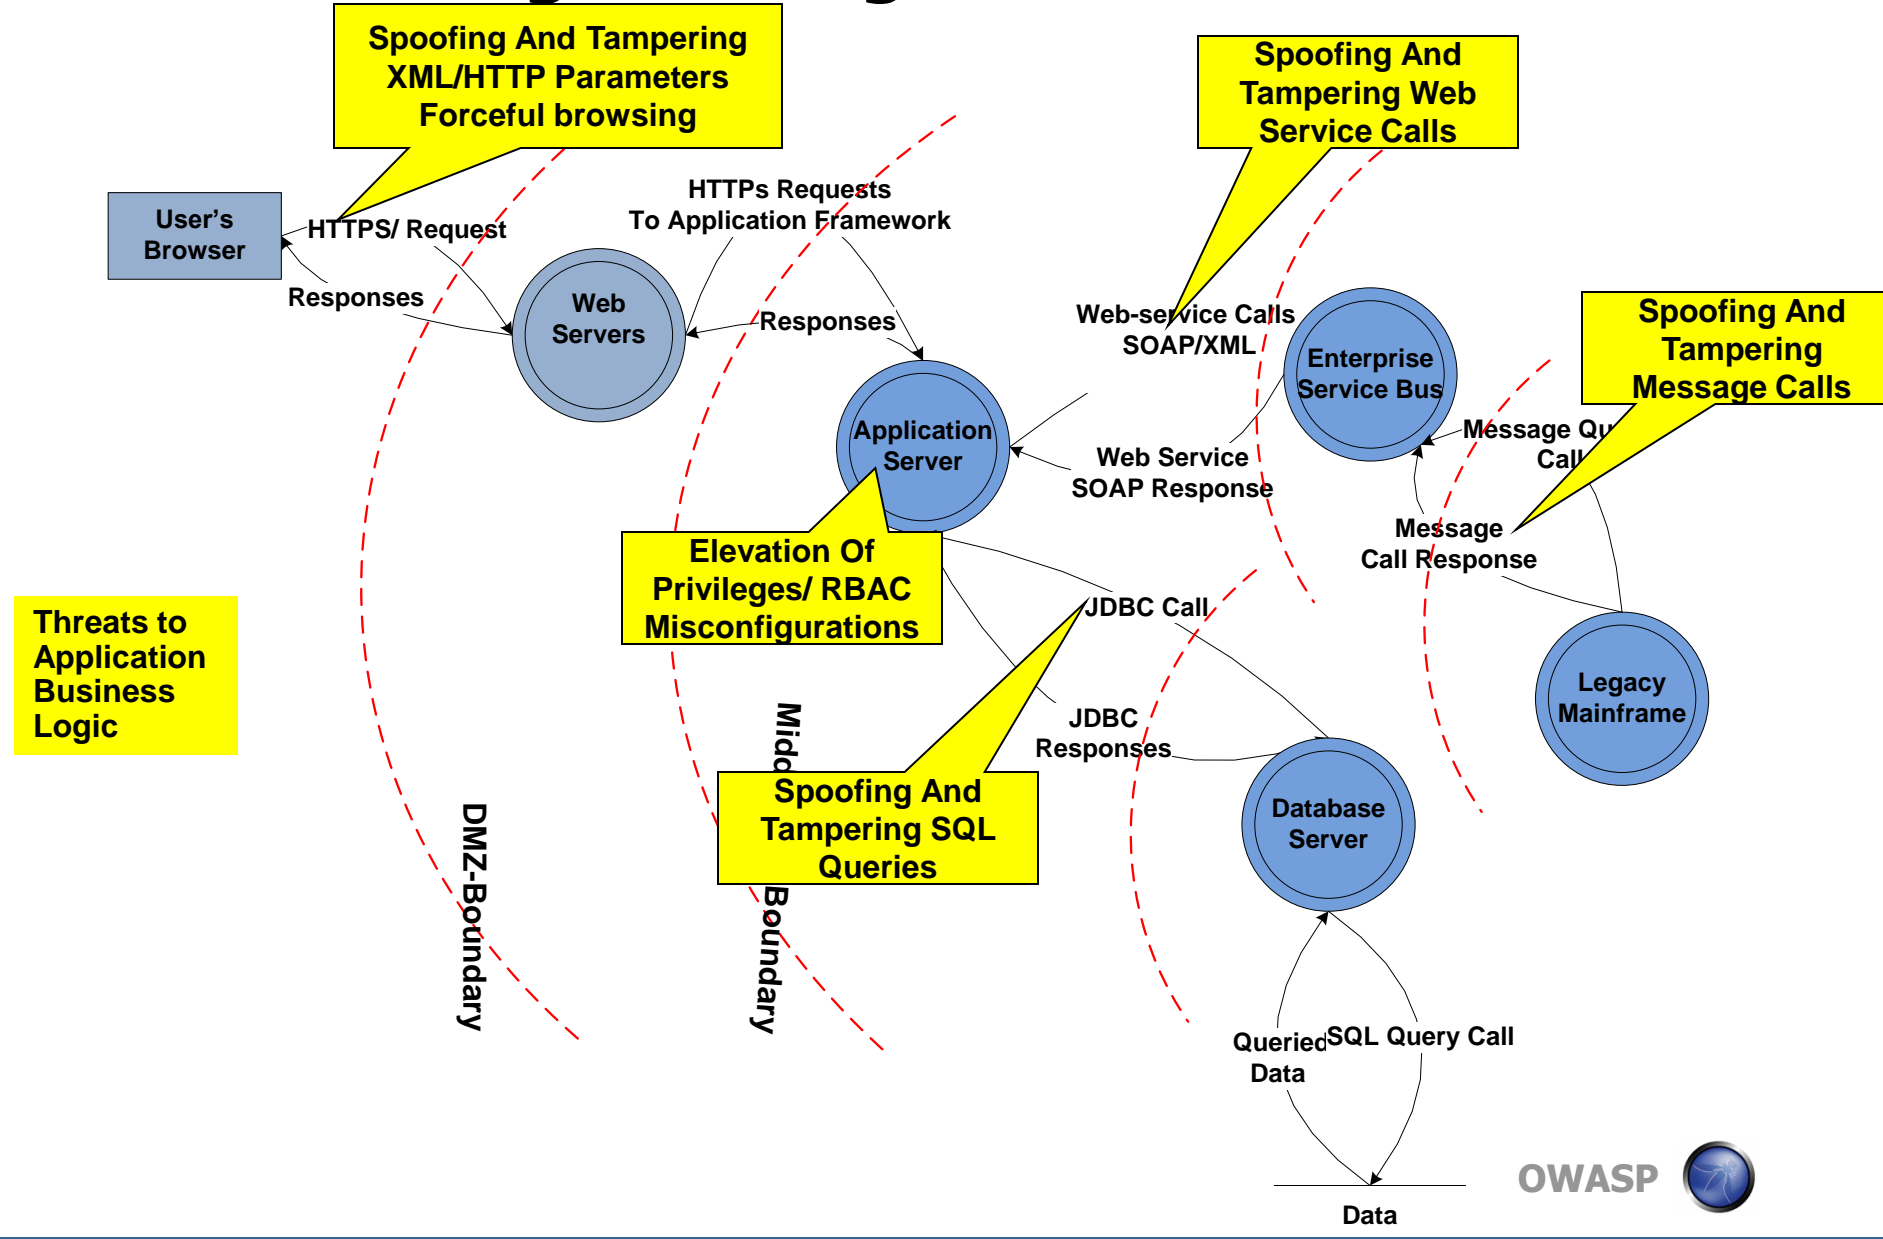 Spoofing And Tampering
XML/HTTP Parameters
Forceful browsing
Spoofing And
Tampering Web
Service Calls
HTTPs Requests
To Application Framework
User's
Browser
HTTPS/ Request
Responses
Web
Servers
Responses
Web-service Calls
SOAP/XML
Enterprise
Service Bus
Spoofing And
Tampering
Message Calls
Application
Server
Web Service
SOAP Response
Message
Call
Message
Call Response
Elevation Of
Privileges/ RBAC
Misconfigurations
JDBC Call
Threats to
Application
Business
Logic
Legacy
Mainframe
JDBC
Responses
Spoofing And
Tampering SQL
Queries
Database
Server
DMZ-Boundary
Boundary
Queried
Data
SQL Query Call
Data
OWASP